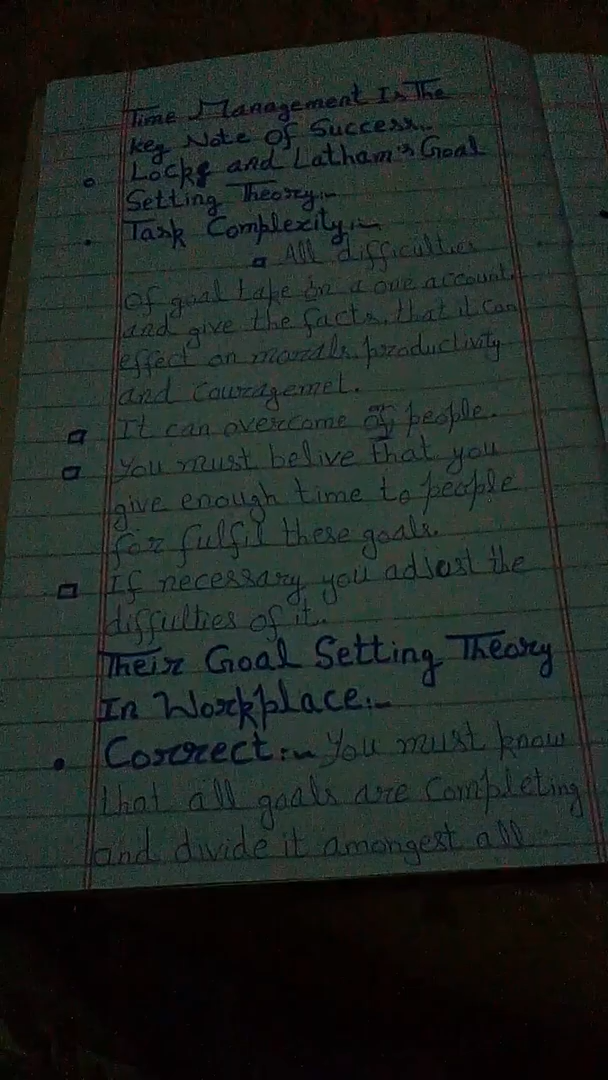 Time Management Is The
key Note Of Success:-
Locke and Latham's Goal
Setting Theory:-
Task Complexity:-
All difficulties
of goal take in a one account
and give the facts, that it can
effect on morals, productivity
and couragemet.
It can overcome of people.
You must belive that you
give enough time to people
for fulfil these goals.
If necessary you adjust the
diffulties of it.
Their Goal Setting Theory
In Workplace:-
Correct:- You must know
that all goals are completing
and divide it amongest all